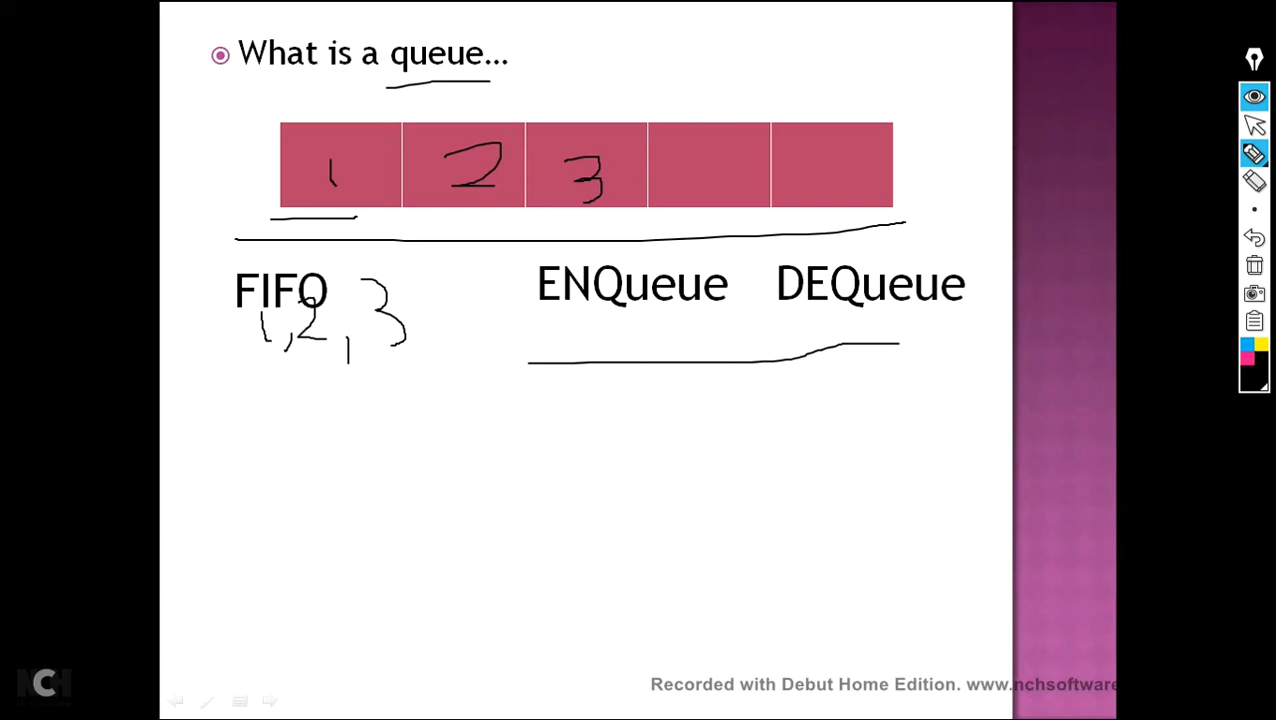 What is a queue...
1 2 3
FIFO ENQueue DEQueue
1,2,3
NCH
Recorded with Debut Home Edition. www.nchsoftware